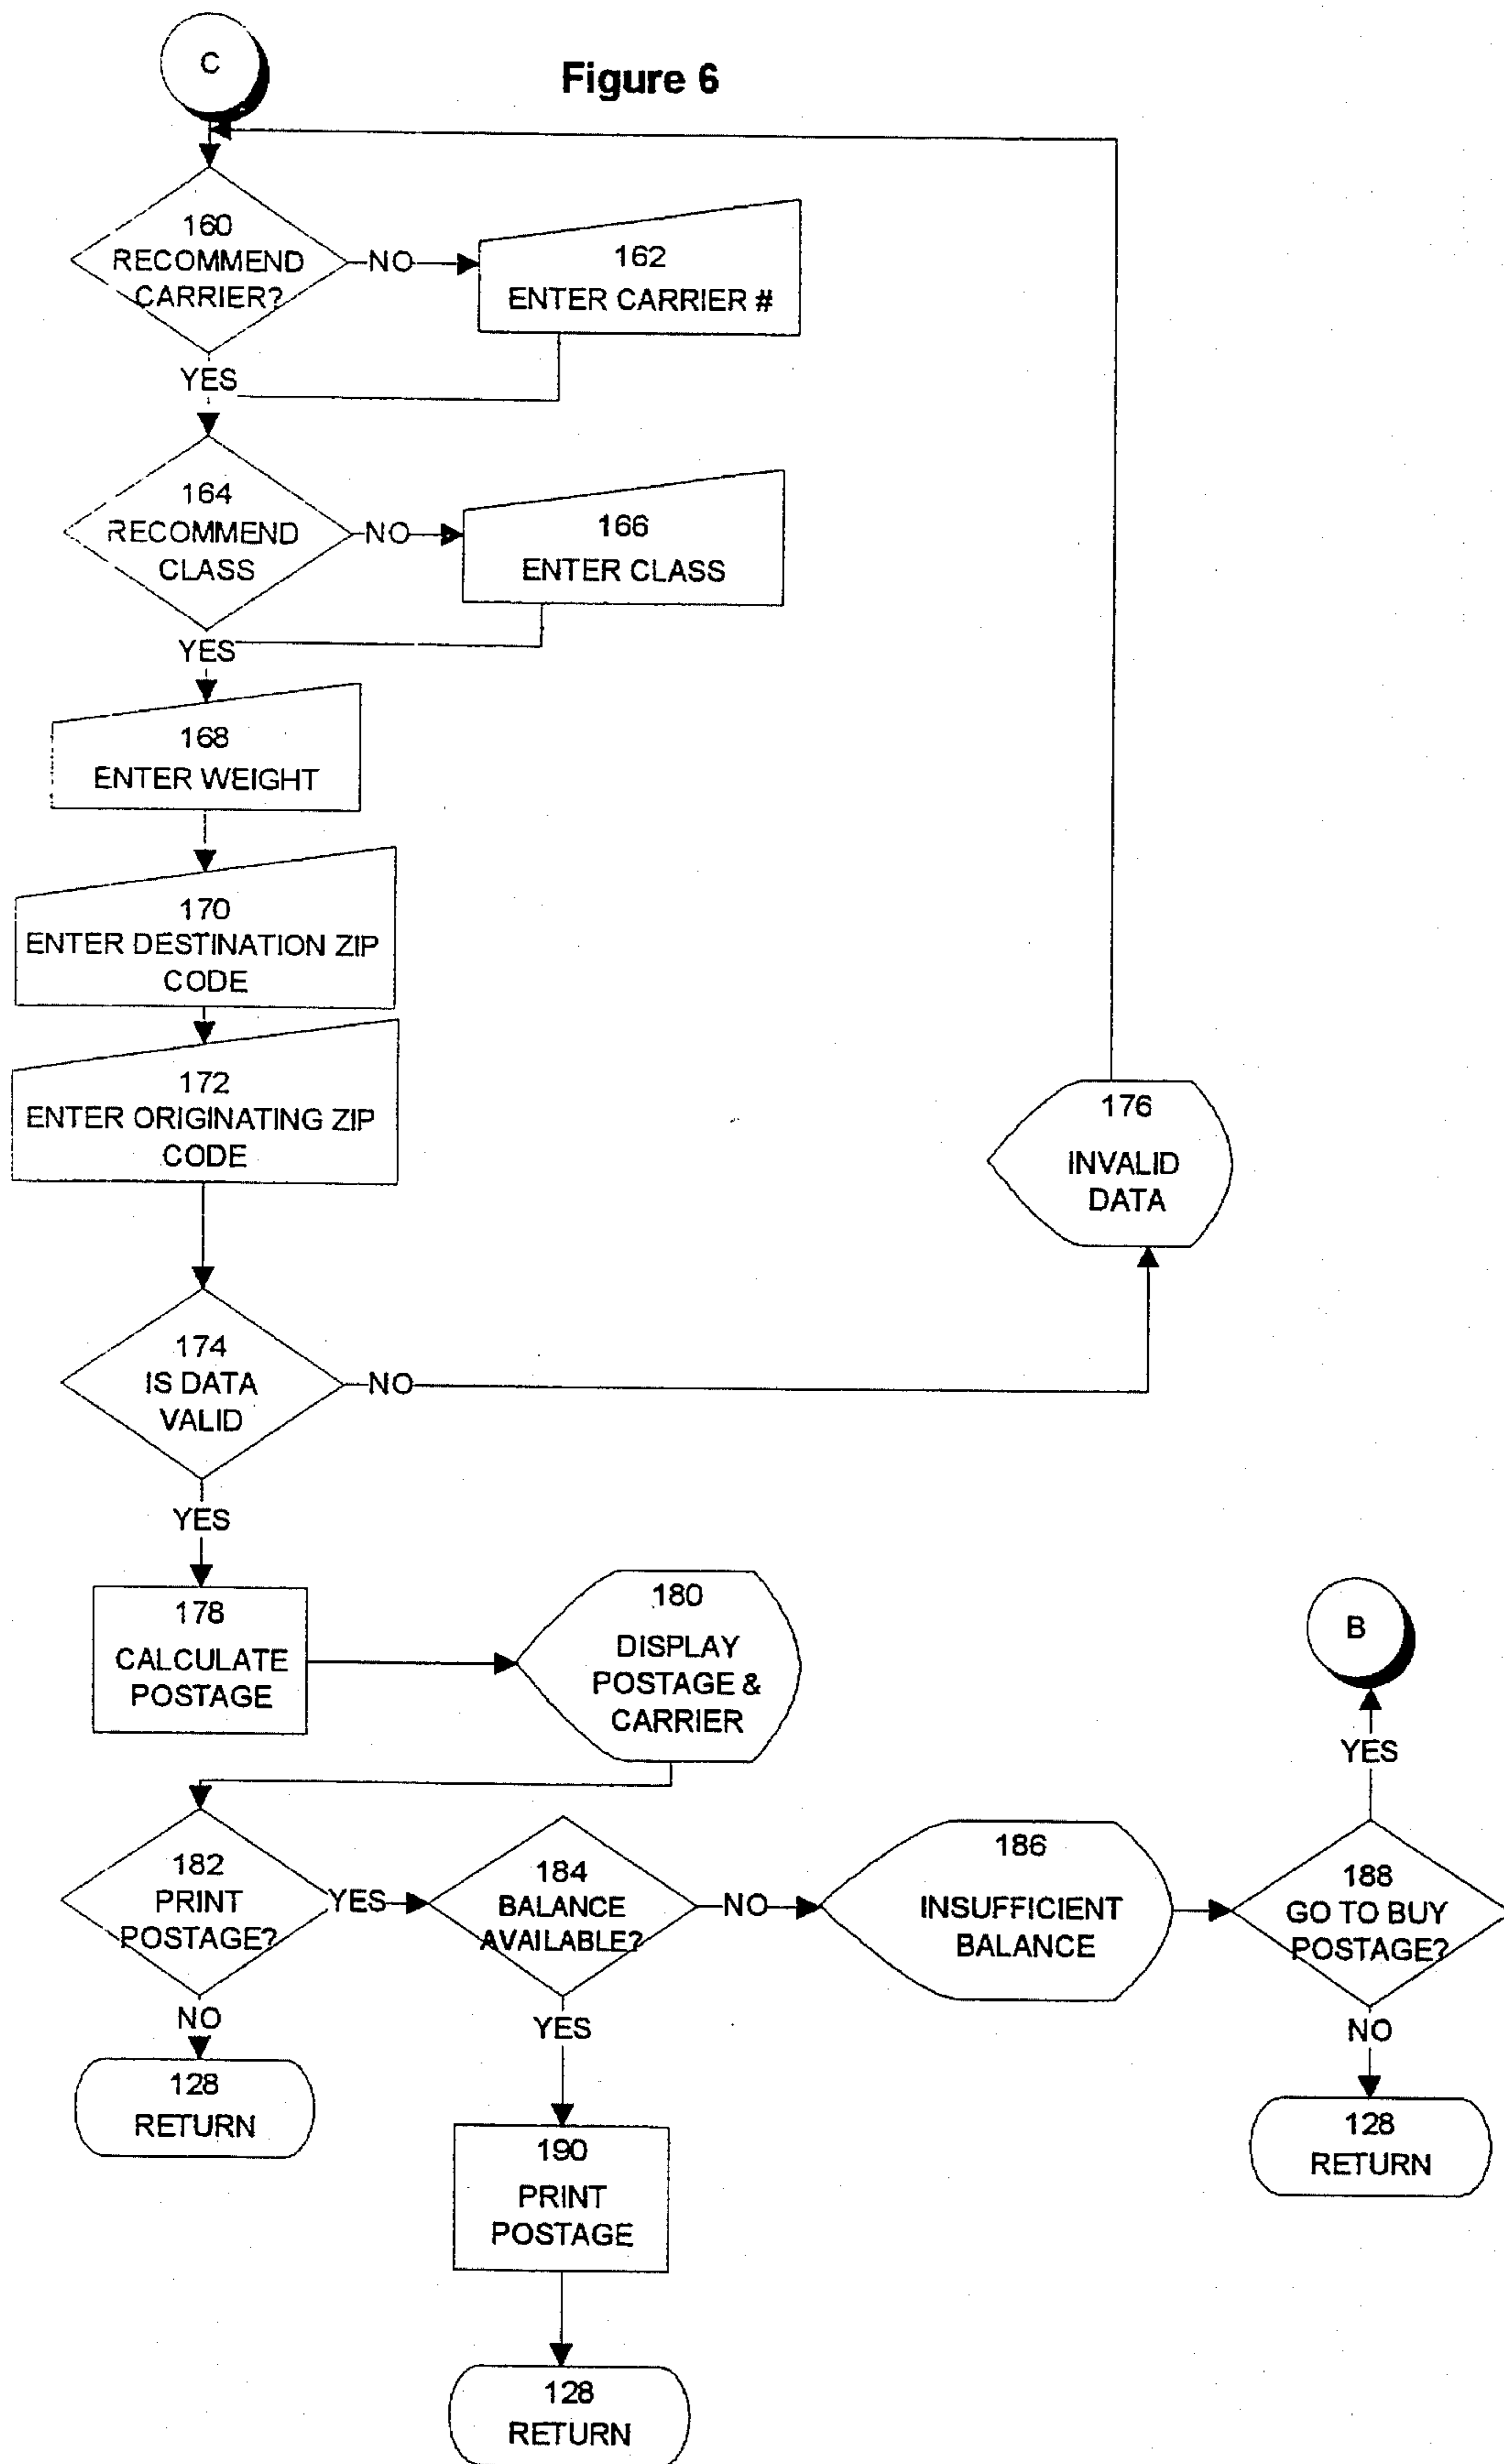 C
Figure 6
160
RECOMMEND
CARRIER?
NO
162
ENTER CARRIER #
YES
164
RECOMMEND
CLASS
NO
166
ENTER CLASS
YES
168
ENTER WEIGHT
170
ENTER DESTINATION ZIP
CODE
172
ENTER ORIGINATING ZIP
CODE
176
INVALID
DATA
174
IS DATA
VALID
NO
YES
178
CALCULATE
POSTAGE
180
DISPLAY
POSTAGE &
CARRIER
B
YES
182
PRINT
POSTAGE?
YES
184
BALANCE
AVAILABLE?
NO
186
INSUFFICIENT
BALANCE
188
GO TO BUY
POSTAGE?
NO
128
RETURN
YES
190
PRINT
POSTAGE
128
RETURN
NO
128
RETURN